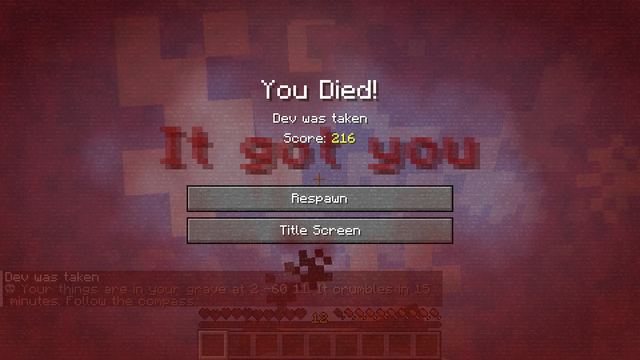 You Died!
Dev was taken
Score: 216
It got you
Respawn
Title Screen
Dev was taken
Your things are in your grave at 2 -60 11. It crumbles in 15
minutes. Follow the compass.